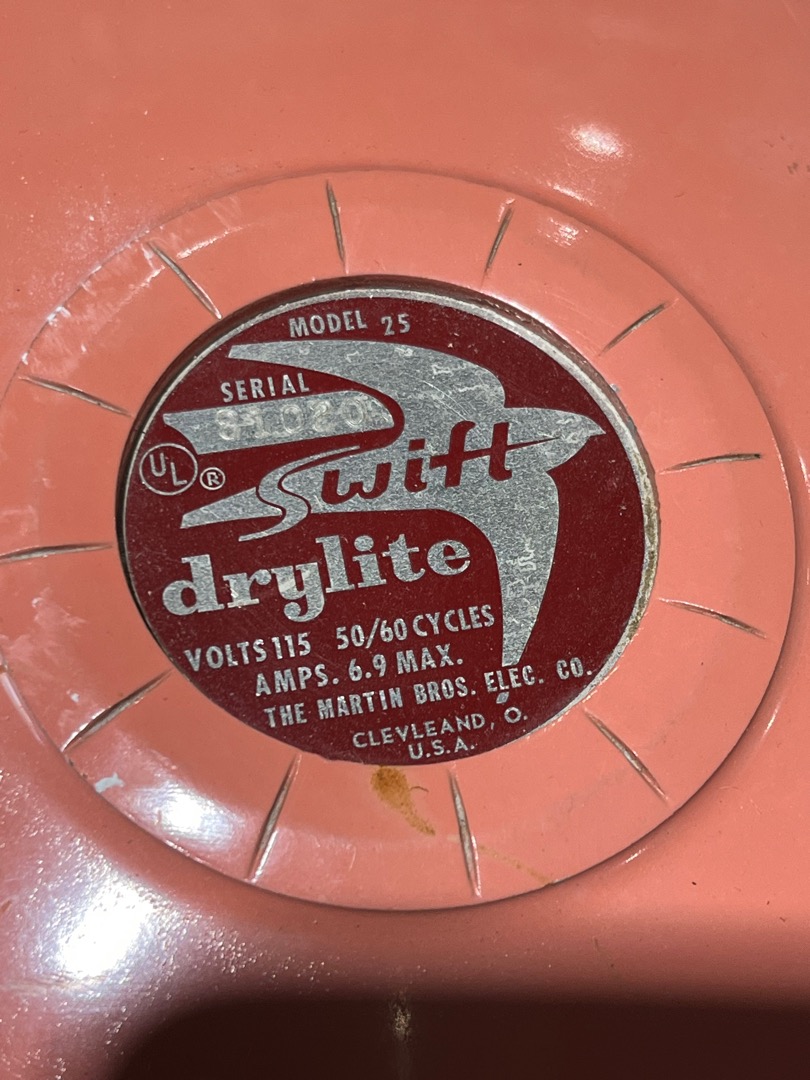 MODEL 25
SERIAL
31020
UL ®
Swift
drylite
VOLTS 115 50/60 CYCLES
AMPS. 6.9 MAX.
THE MARTIN BROS. ELEC. CO.
CLEVLEAND, O.
U.S.A.